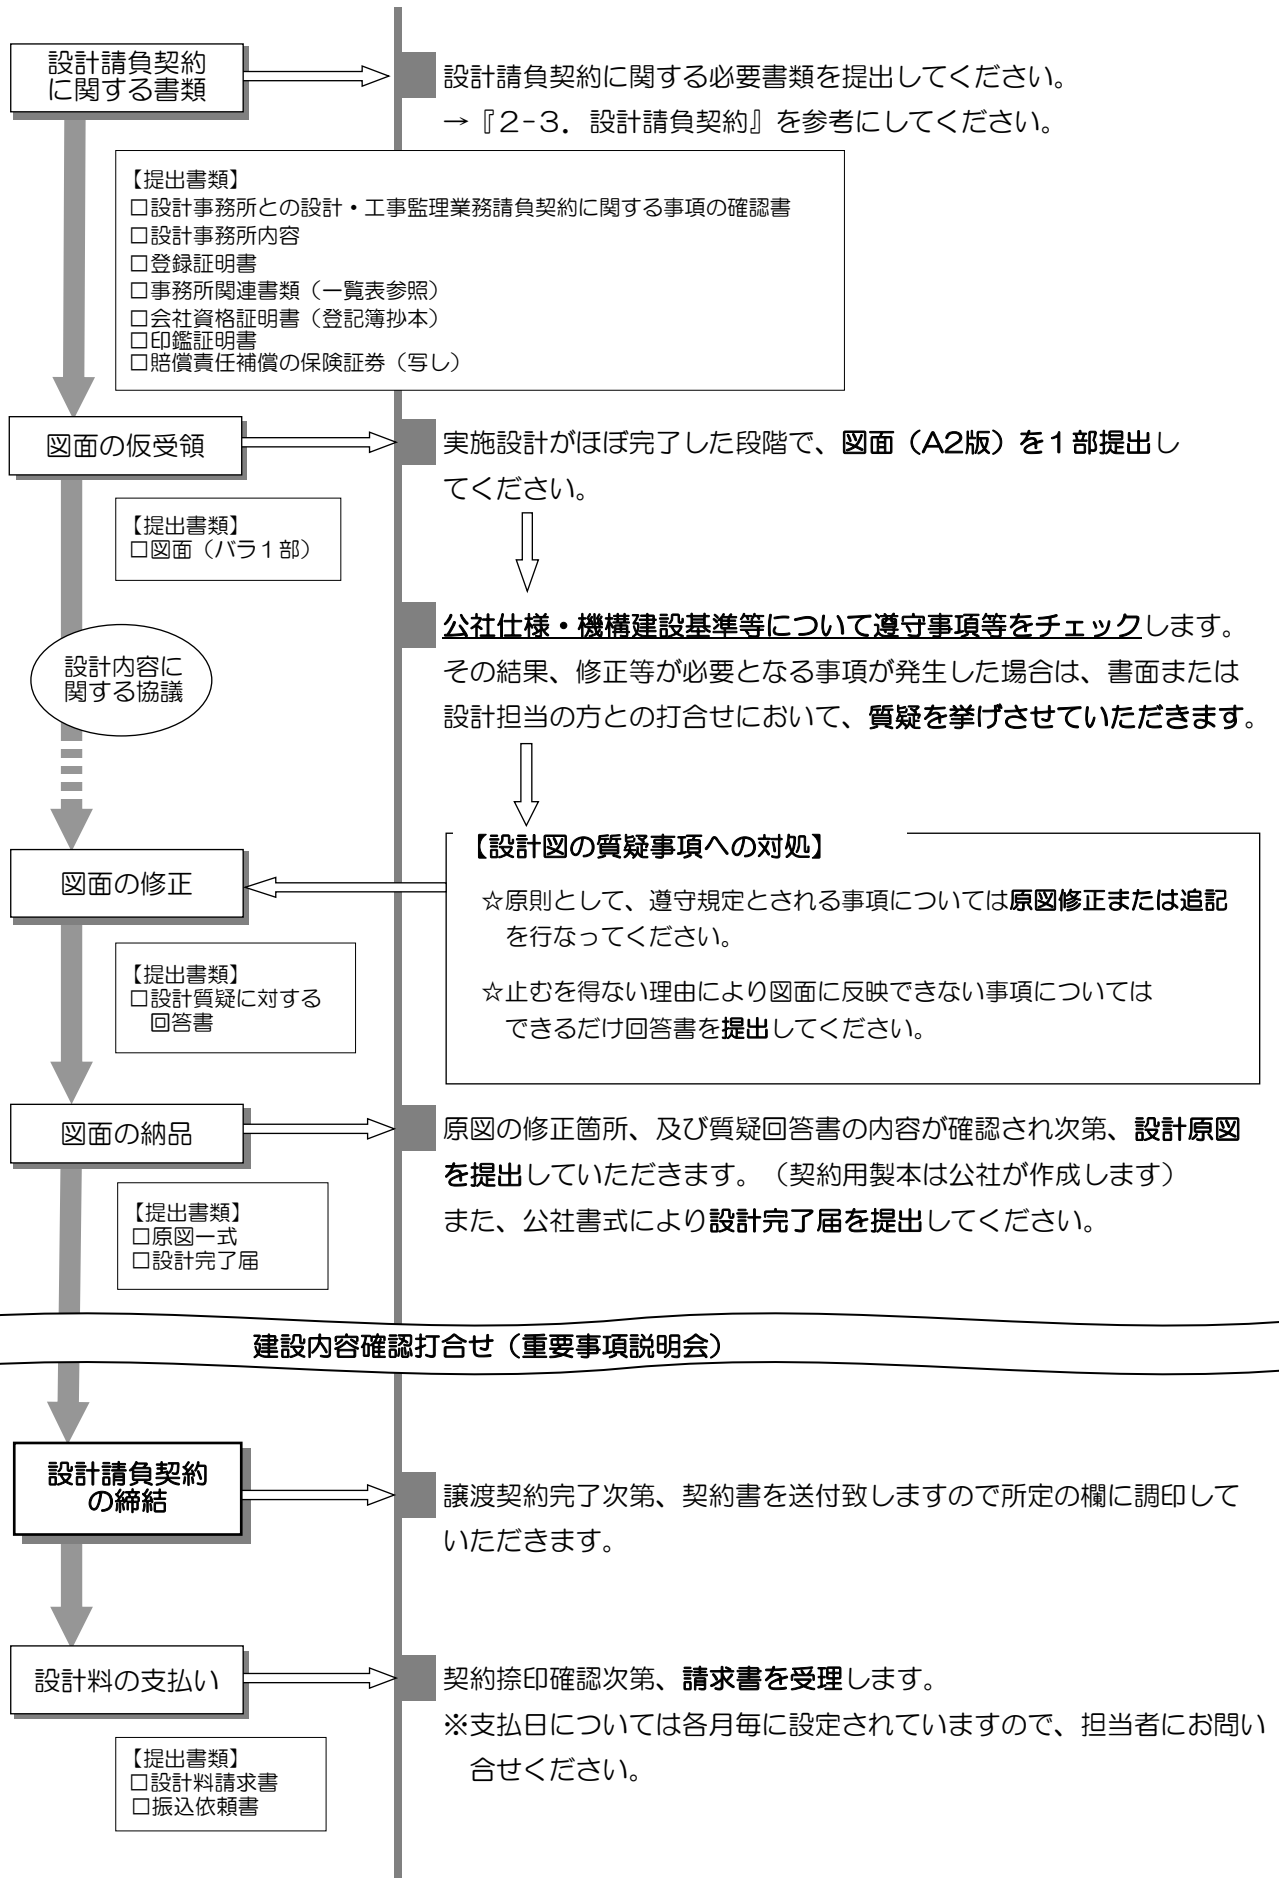 設計請負契約
に関する書類
設計請負契約に関する必要書類を提出してください。
→『2-3．設計請負契約』を参考にしてください。
【提出書類】
□設計事務所との設計・工事監理業務請負契約に関する事項の確認書
□設計事務所内容
□登録証明書
□事務所関連書類（一覧表参照）
□会社資格証明書（登記簿抄本）
□印鑑証明書
□賠償責任補償の保険証券（写し）
図面の仮受領
実施設計がほぼ完了した段階で、図面（A2版）を１部提出し
てください。
【提出書類】
□図面（バラ１部）
公社仕様・機構建設基準等について遵守事項等をチェックします。
その結果、修正等が必要となる事項が発生した場合は、書面または
設計担当の方との打合せにおいて、質疑を挙げさせていただきます。
設計内容に
関する協議
【設計図の質疑事項への対処】
☆原則として、遵守規定とされる事項については原図修正または追記
を行なってください。
☆止むを得ない理由により図面に反映できない事項については
できるだけ回答書を提出してください。
図面の修正
【提出書類】
□設計質疑に対する
回答書
図面の納品
原図の修正箇所、及び質疑回答書の内容が確認され次第、設計原図
を提出していただきます。（契約用製本は公社が作成します）
また、公社書式により設計完了届を提出してください。
【提出書類】
□原図一式
□設計完了届
建設内容確認打合せ（重要事項説明会）
設計請負契約
の締結
譲渡契約完了次第、契約書を送付致しますので所定の欄に調印して
いただきます。
設計料の支払い
契約捺印確認次第、請求書を受理します。
※支払日については各月毎に設定されていますので、担当者にお問い
合せください。
【提出書類】
□設計料請求書
□振込依頼書